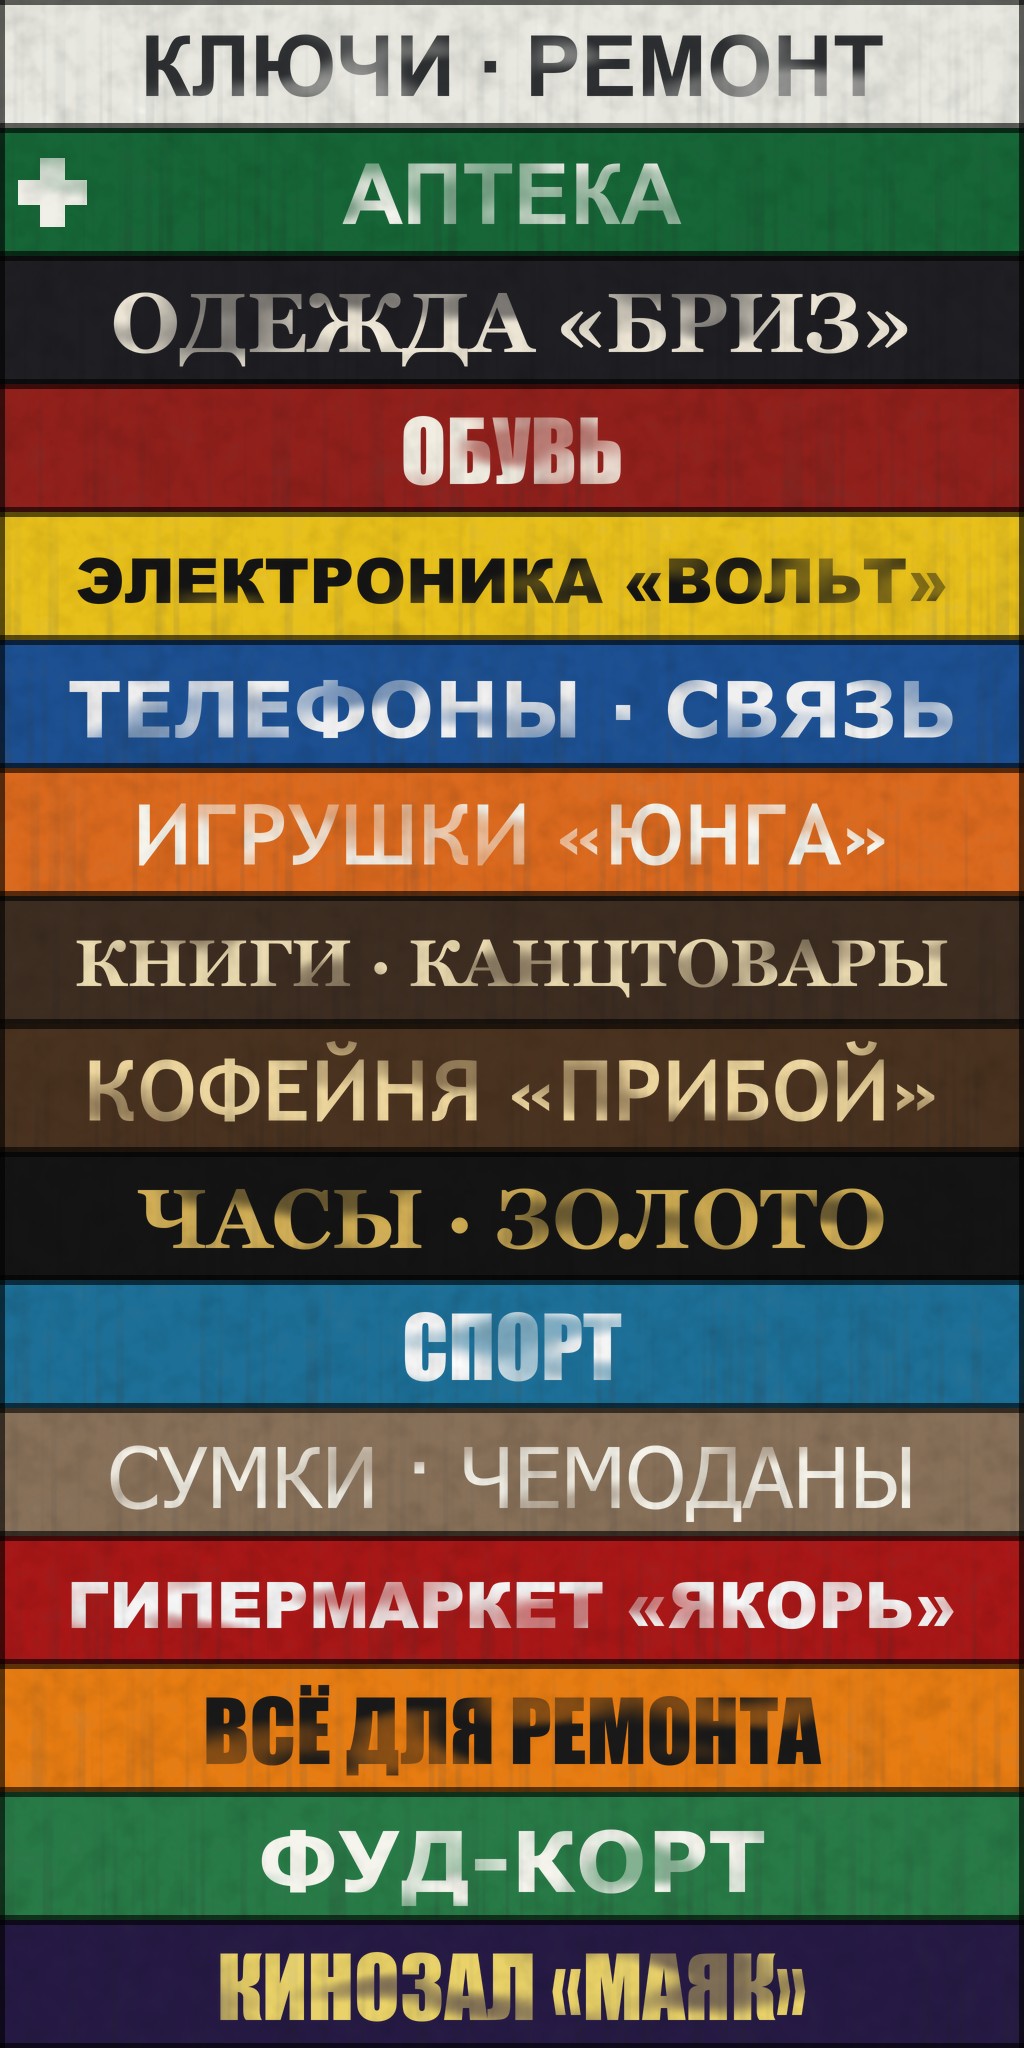 КЛЮЧИ · РЕМОНТ
АПТЕКА
ОДЕЖДА «БРИЗ»
ОБУВЬ
ЭЛЕКТРОНИКА «ВОЛЬТ»
ТЕЛЕФОНЫ · СВЯЗЬ
ИГРУШКИ «ЮНГА»
КНИГИ · КАНЦТОВАРЫ
КОФЕЙНЯ «ПРИБОЙ»
ЧАСЫ · ЗОЛОТО
СПОРТ
СУМКИ · ЧЕМОДАНЫ
ГИПЕРМАРКЕТ «ЯКОРЬ»
ВСЁ ДЛЯ РЕМОНТА
ФУД-КОРТ
КИНОЗАЛ «МАЯК»